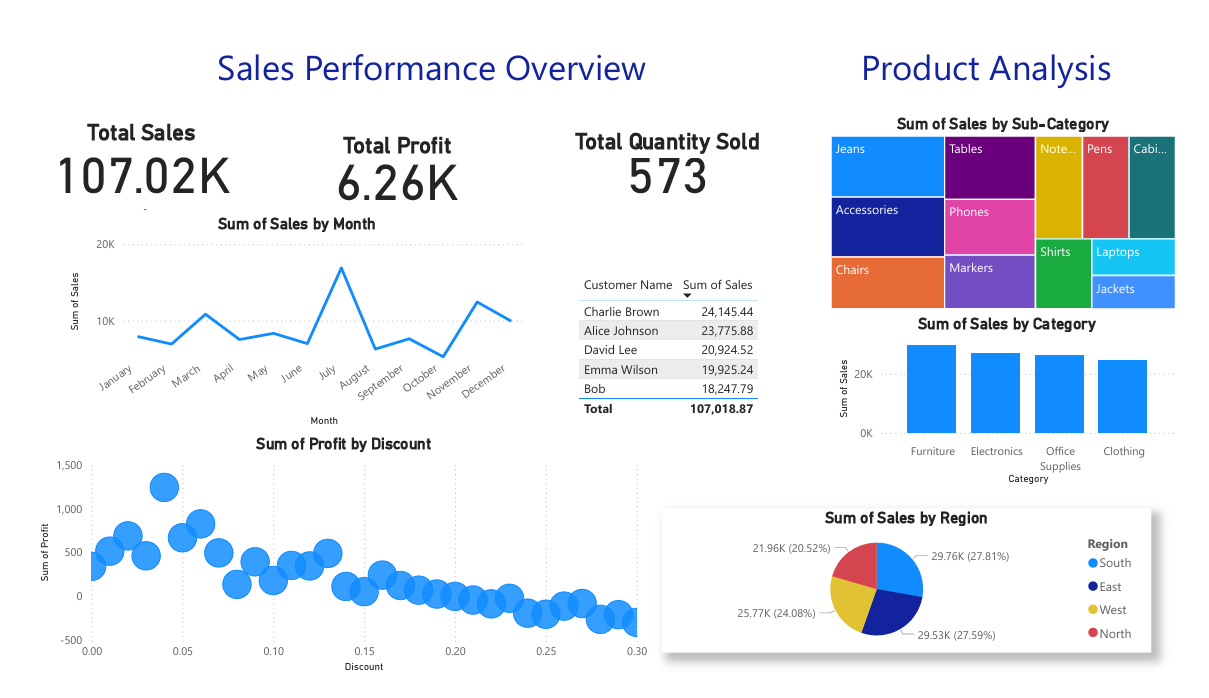 Sales Performance Overview
Product Analysis
Total Sales
107.02K
Total Profit
6.26K
Total Quantity Sold
573
Sum of Sales by Month
Sum of Sales
20K
10K
January
February
March
April
May
June
July
August
September
October
November
December
Month
Customer Name Sum of Sales
Charlie Brown 24,145.44
Alice Johnson 23,775.88
David Lee 20,924.52
Emma Wilson 19,925.24
Bob 18,247.79
Total 107,018.87
Sum of Sales by Sub-Category
Jeans
Accessories
Chairs
Tables
Phones
Markers
Note...
Pens
Cabi...
Shirts
Laptops
Jackets
Sum of Sales by Category
Sum of Sales
20K
0K
Furniture
Electronics
Office
Supplies
Clothing
Category
Sum of Profit by Discount
Sum of Profit
1,500
1,000
500
0
-500
0.00
0.05
0.10
0.15
0.20
0.25
0.30
Discount
Sum of Sales by Region
21.96K (20.52%)
29.76K (27.81%)
25.77K (24.08%)
29.53K (27.59%)
Region
South
East
West
North